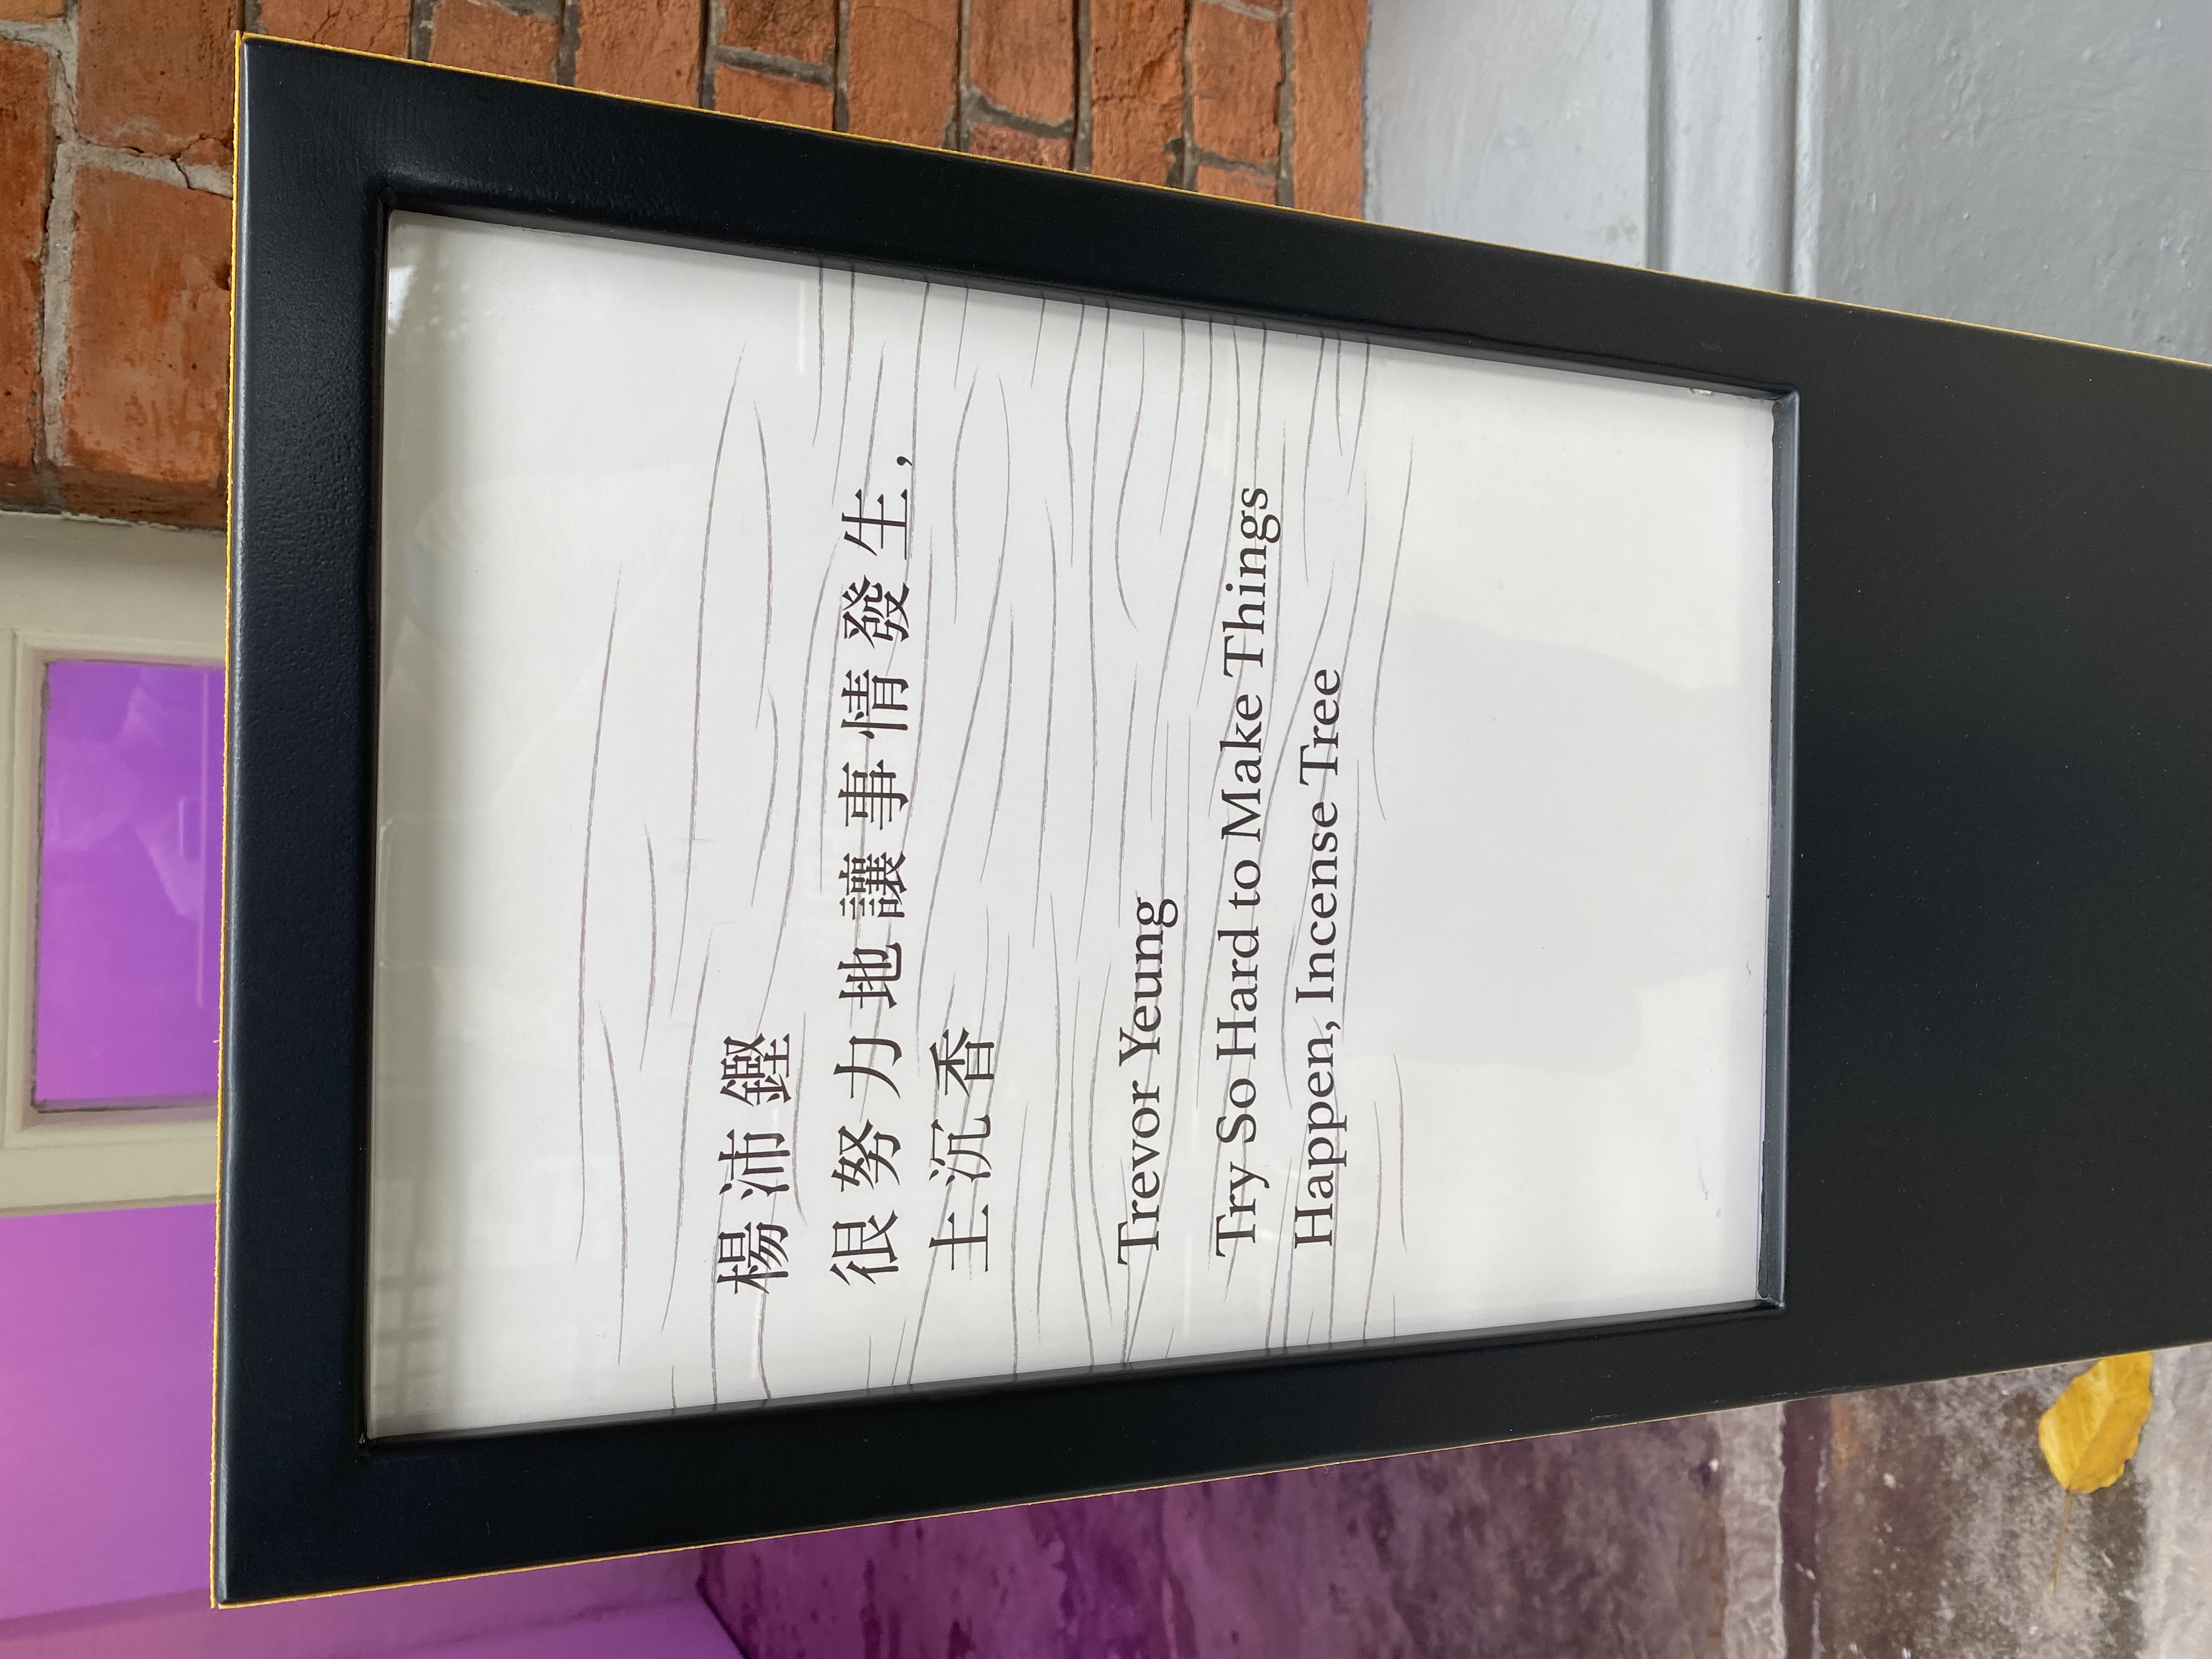 楊沛鏗
很努力地讓事情發生，
土沉香
Trevor Yeung
Try So Hard to Make Things
Happen, Incense Tree